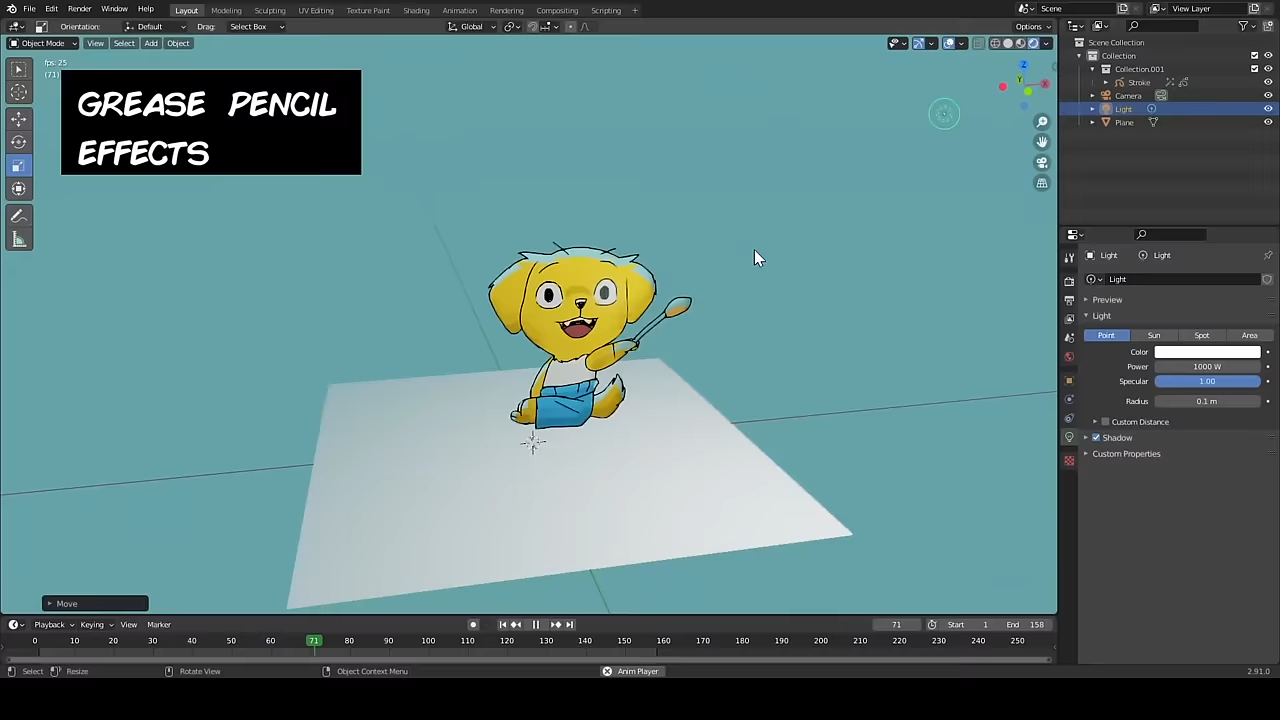 File Edit Render Window Help Layout Modeling Sculpting UV Editing Texture Paint Shading Animation Rendering Compositing Scripting + Scene View Layer
Orientation: Default Drag: Select Box Global Options
Object Mode View Select Add Object
Scene Collection
fps: 25
Collection
(71)
Collection.001
Stroke
Camera
Light
Plane
GREASE PENCIL
EFFECTS
Z
Y
X
Light Light
Light
Preview
Light
Point Sun Spot Area
Color
Power 1000 W
Specular 1.00
Radius 0.1 m
Custom Distance
Shadow
Custom Properties
Move
Playback Keying View Marker 71 Start 1 End 158
0 10 20 30 40 50 60 71 80 90 100 110 120 130 140 150 160 170 180 190 200 210 220 230 240 250
Select Resize Rotate View Object Context Menu Anim Player 2.91.0